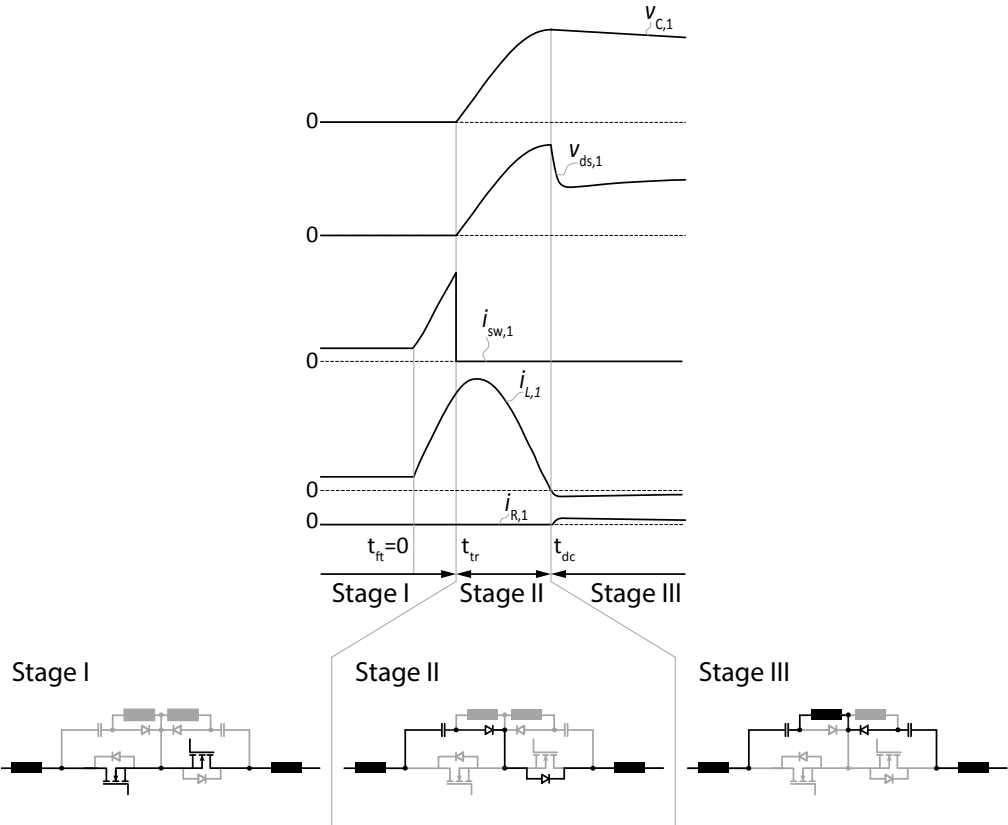 v_C,1
0
v_ds,1
0
i_sw,1
0
i_L,1
0
i_R,1
0
t_ft=0 t_tr t_dc
Stage I Stage II Stage III
Stage I Stage II Stage III